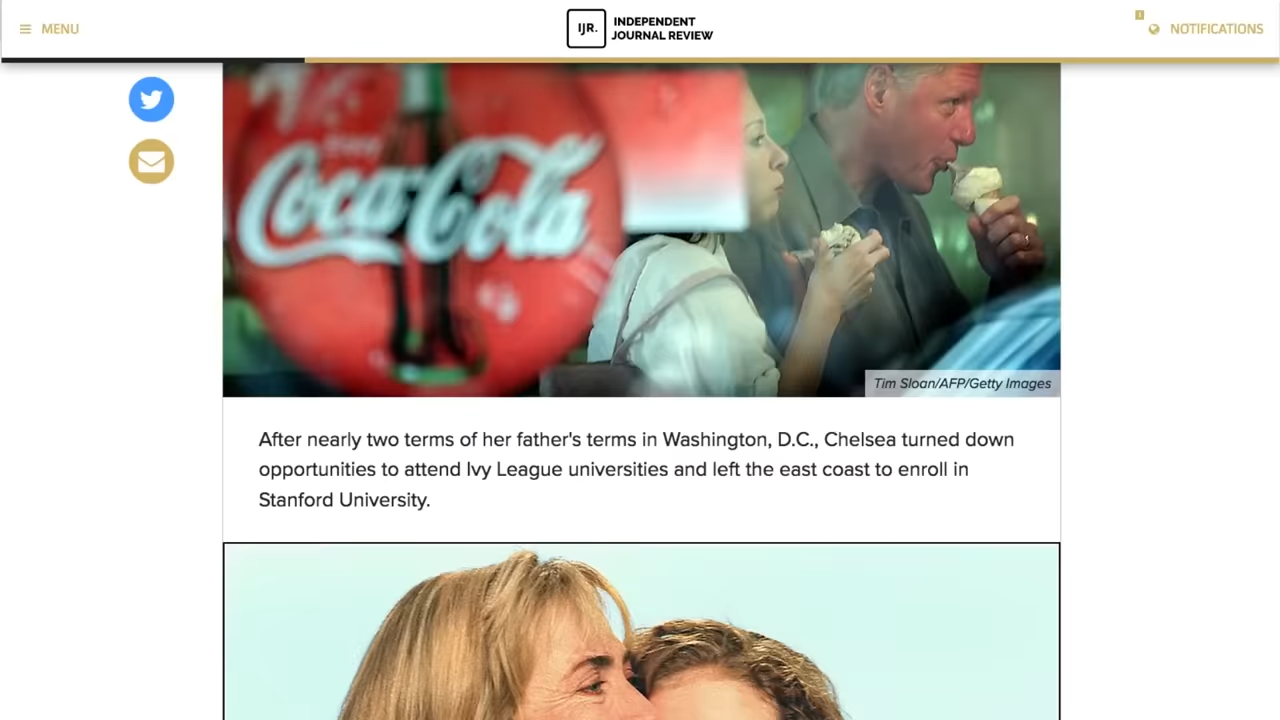 MENU
IJR.
INDEPENDENT
JOURNAL REVIEW
NOTIFICATIONS
Coca-Cola
Tim Sloan/AFP/Getty Images
After nearly two terms of her father's terms in Washington, D.C., Chelsea turned down
opportunities to attend Ivy League universities and left the east coast to enroll in
Stanford University.